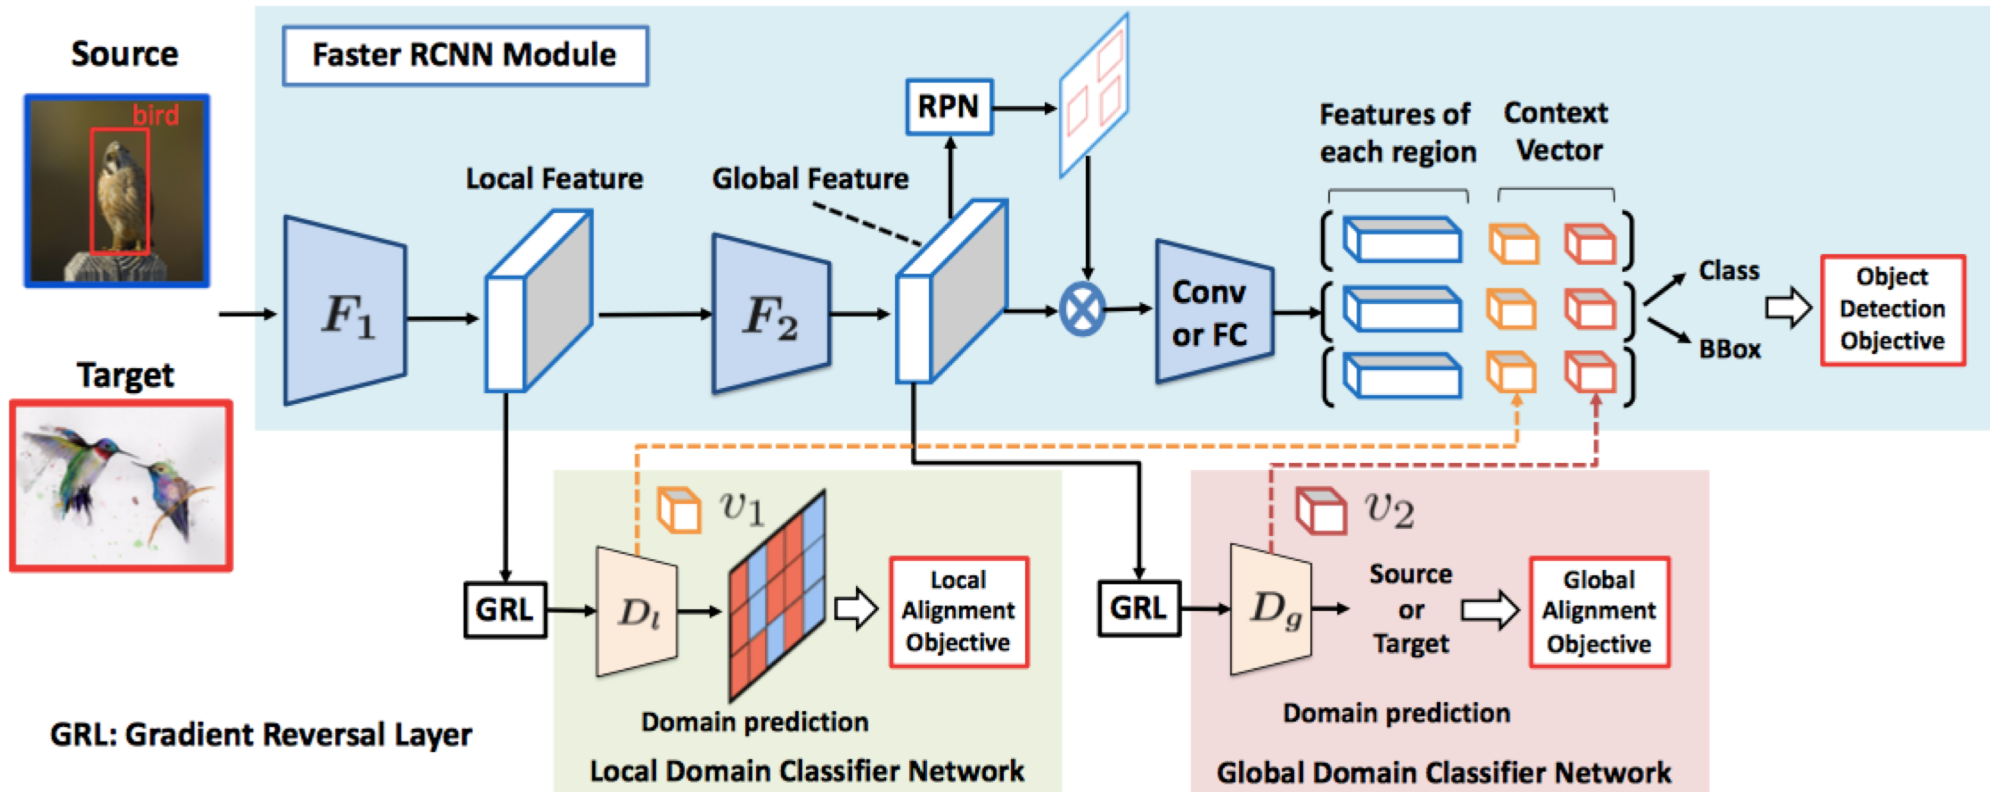 Source
bird
Target
Faster RCNN Module
F1
Local Feature
F2
Global Feature
RPN
Conv
or FC
Features of
each region
Context
Vector
Class
BBox
Object
Detection
Objective
GRL
Dl
v1
Domain prediction
Local
Alignment
Objective
Local Domain Classifier Network
GRL
Dg
v2
Source
or
Target
Domain prediction
Global
Alignment
Objective
Global Domain Classifier Network
GRL: Gradient Reversal Layer